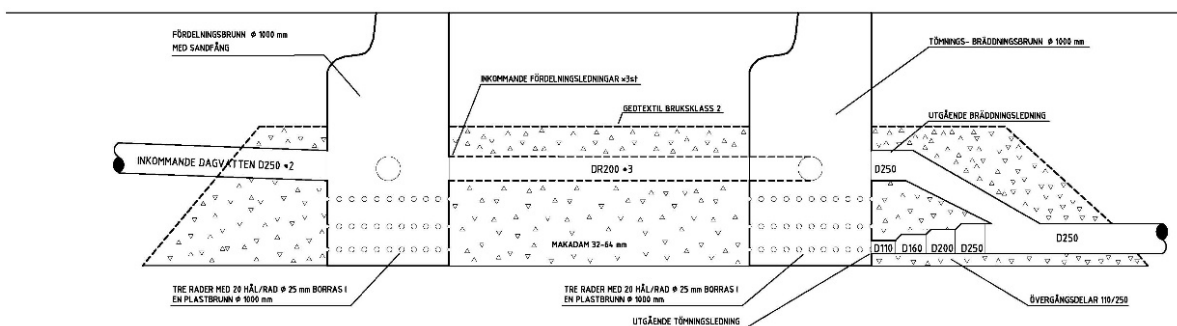 FÖRDELNINGSBRUNN Ø 1000 mm
MED SANDFÅNG
TÖMNINGS- BRÄDDNINGSBRUNN Ø 1000 mm
INKOMMANDE FÖRDELNINGSLEDNINGAR *3st
GEOTEXTIL BRUKSKLASS 2
UTGÅENDE BRÄDDNINGSLEDNING
INKOMMANDE DAGVATTEN D250 *2
DR200 *3
D250
D250
MAKADAM 32-64 mm
D110
D160
D200
D250
TRE RADER MED 20 HÅL/RAD Ø 25 mm BORRAS I
EN PLASTBRUNN Ø 1000 mm
TRE RADER MED 20 HÅL/RAD Ø 25 mm BORRAS I
EN PLASTBRUNN Ø 1000 mm
ÖVERGÅNGSDELAR 110/250
UTGÅENDE TÖMNINGSLEDNING